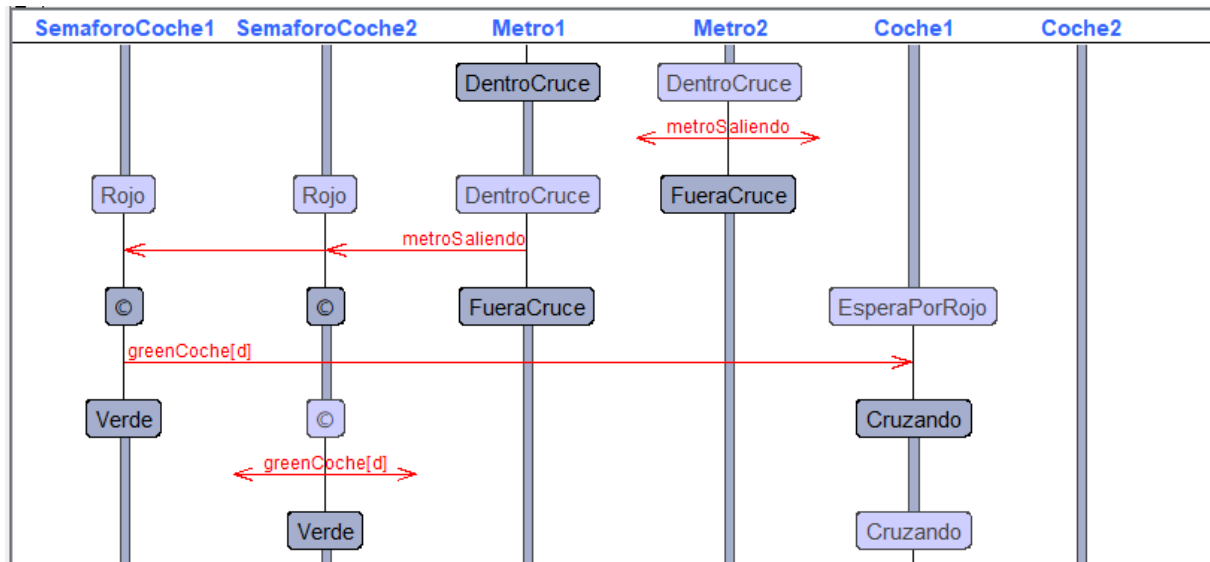 SemaforoCoche1 SemaforoCoche2 Metro1 Metro2 Coche1 Coche2
DentroCruce DentroCruce
metroSaliendo
Rojo Rojo DentroCruce FueraCruce
metroSaliendo
© © FueraCruce EsperaPorRojo
greenCoche[d]
Verde © Cruzando
greenCoche[d]
Verde Cruzando